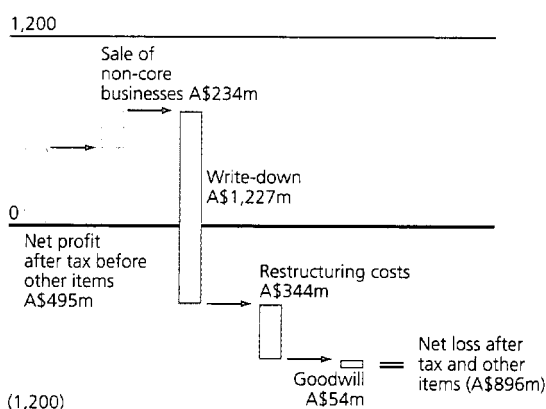 1,200
Sale of
non-core
businesses A$234m
Write-down
A$1,227m
0
Net profit
after tax before
other items
A$495m
Restructuring costs
A$344m
Goodwill
A$54m
Net loss after
tax and other
items (A$896m)
(1,200)